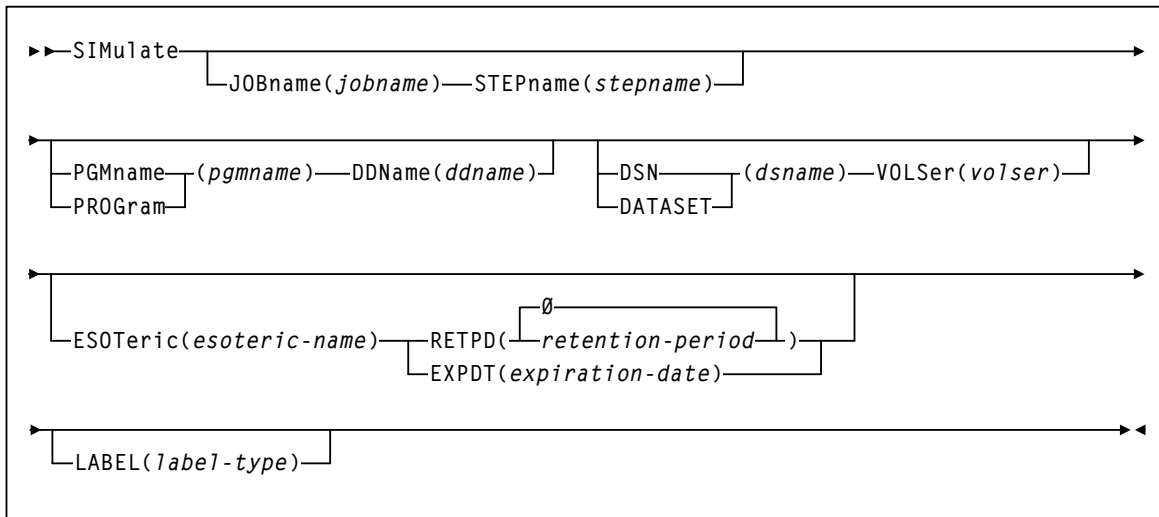 SIMulate
JOBname(jobname) STEPname(stepname)
PGMname (pgmname) DDName(ddname) DSN (dsname) VOLSer(volser)
PROGram DATASET
Ø
ESOTeric(esoteric-name) RETPD( retention-period )
EXPDT(expiration-date)
LABEL(label-type)